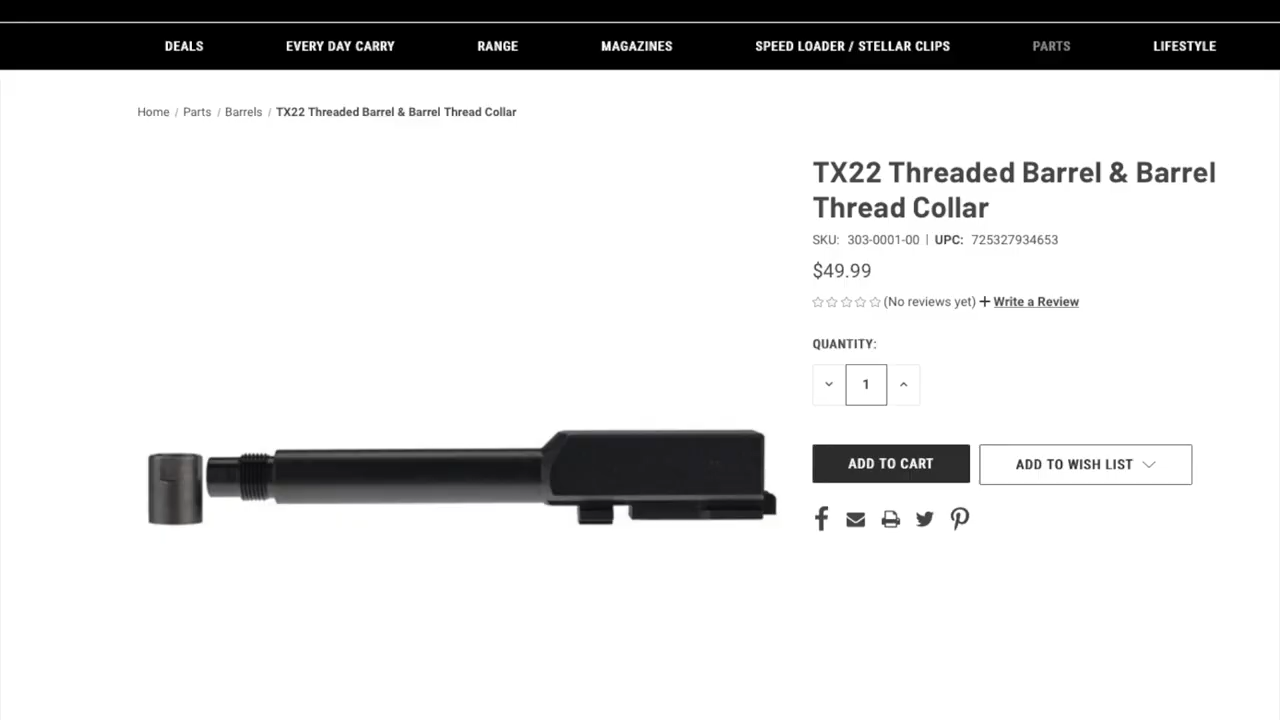 DEALS EVERY DAY CARRY RANGE MAGAZINES SPEED LOADER / STELLAR CLIPS PARTS LIFESTYLE
Home / Parts / Barrels / TX22 Threaded Barrel & Barrel Thread Collar
TX22 Threaded Barrel & Barrel
Thread Collar
SKU: 303-0001-00 | UPC: 725327934653
$49.99
(No reviews yet) + Write a Review
QUANTITY:
1
ADD TO CART ADD TO WISH LIST